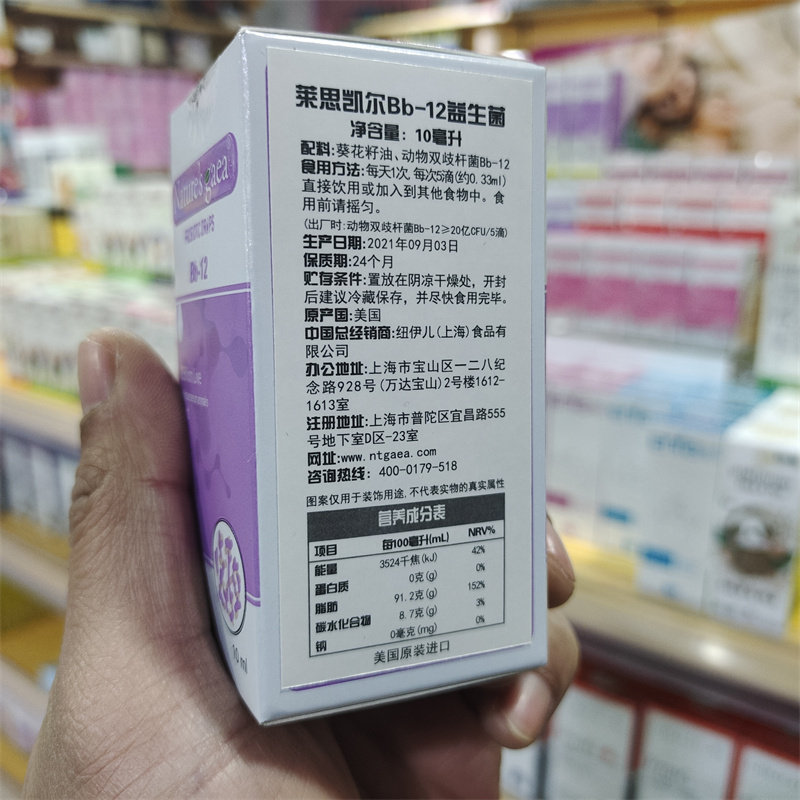 Nature's gaea®
PROBIOTIC DROPS
Bb-12
10 ml
莱思凯尔Bb-12益生菌
净含量: 10毫升
配料:葵花籽油、动物双歧杆菌Bb-12
食用方法:每天1次,每次5滴(约0.33ml)
直接饮用或加入到其他食物中。食
用前请摇匀。
(出厂时:动物双歧杆菌Bb-12≥20亿CFU/5滴)
生产日期:2021年09月03日
保质期:24个月
贮存条件:置放在阴凉干燥处, 开封
后建议冷藏保存, 并尽快食用完毕。
原产国:美国
中国总经销商:纽伊儿(上海)食品有
限公司
办公地址:上海市宝山区一二八纪
念路928号(万达宝山)2号楼1612-
1613室
注册地址:上海市普陀区宜昌路555
号地下室D区-23室
网址:www.ntgaea.com
咨询热线: 400-0179-518
图案仅用于装饰用途,不代表实物的真实属性
营养成分表
项目 每100毫升(mL) NRV%
能量 3524千焦(kJ) 42%
蛋白质 0克(g) 0%
脂肪 91.2克(g) 152%
碳水化合物 8.7克(g) 3%
钠 0毫克(mg) 0%
美国原装进口